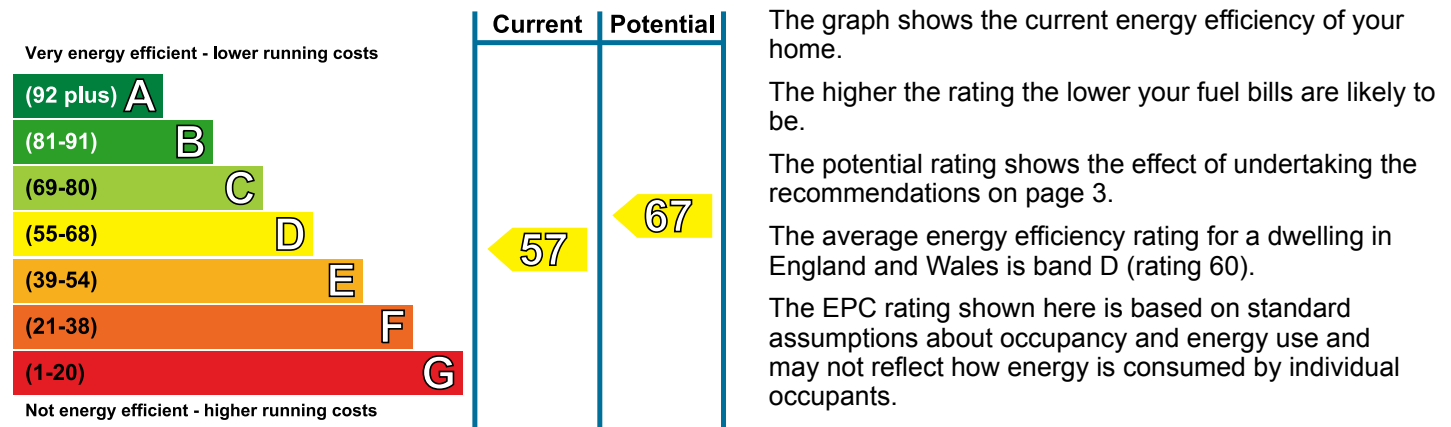 Current Potential
Very energy efficient - lower running costs
(92 plus) A
(81-91) B
(69-80) C
(55-68) D
(39-54) E
(21-38) F
(1-20) G
Not energy efficient - higher running costs
57
67
The graph shows the current energy efficiency of your
home.
The higher the rating the lower your fuel bills are likely to
be.
The potential rating shows the effect of undertaking the
recommendations on page 3.
The average energy efficiency rating for a dwelling in
England and Wales is band D (rating 60).
The EPC rating shown here is based on standard
assumptions about occupancy and energy use and
may not reflect how energy is consumed by individual
occupants.